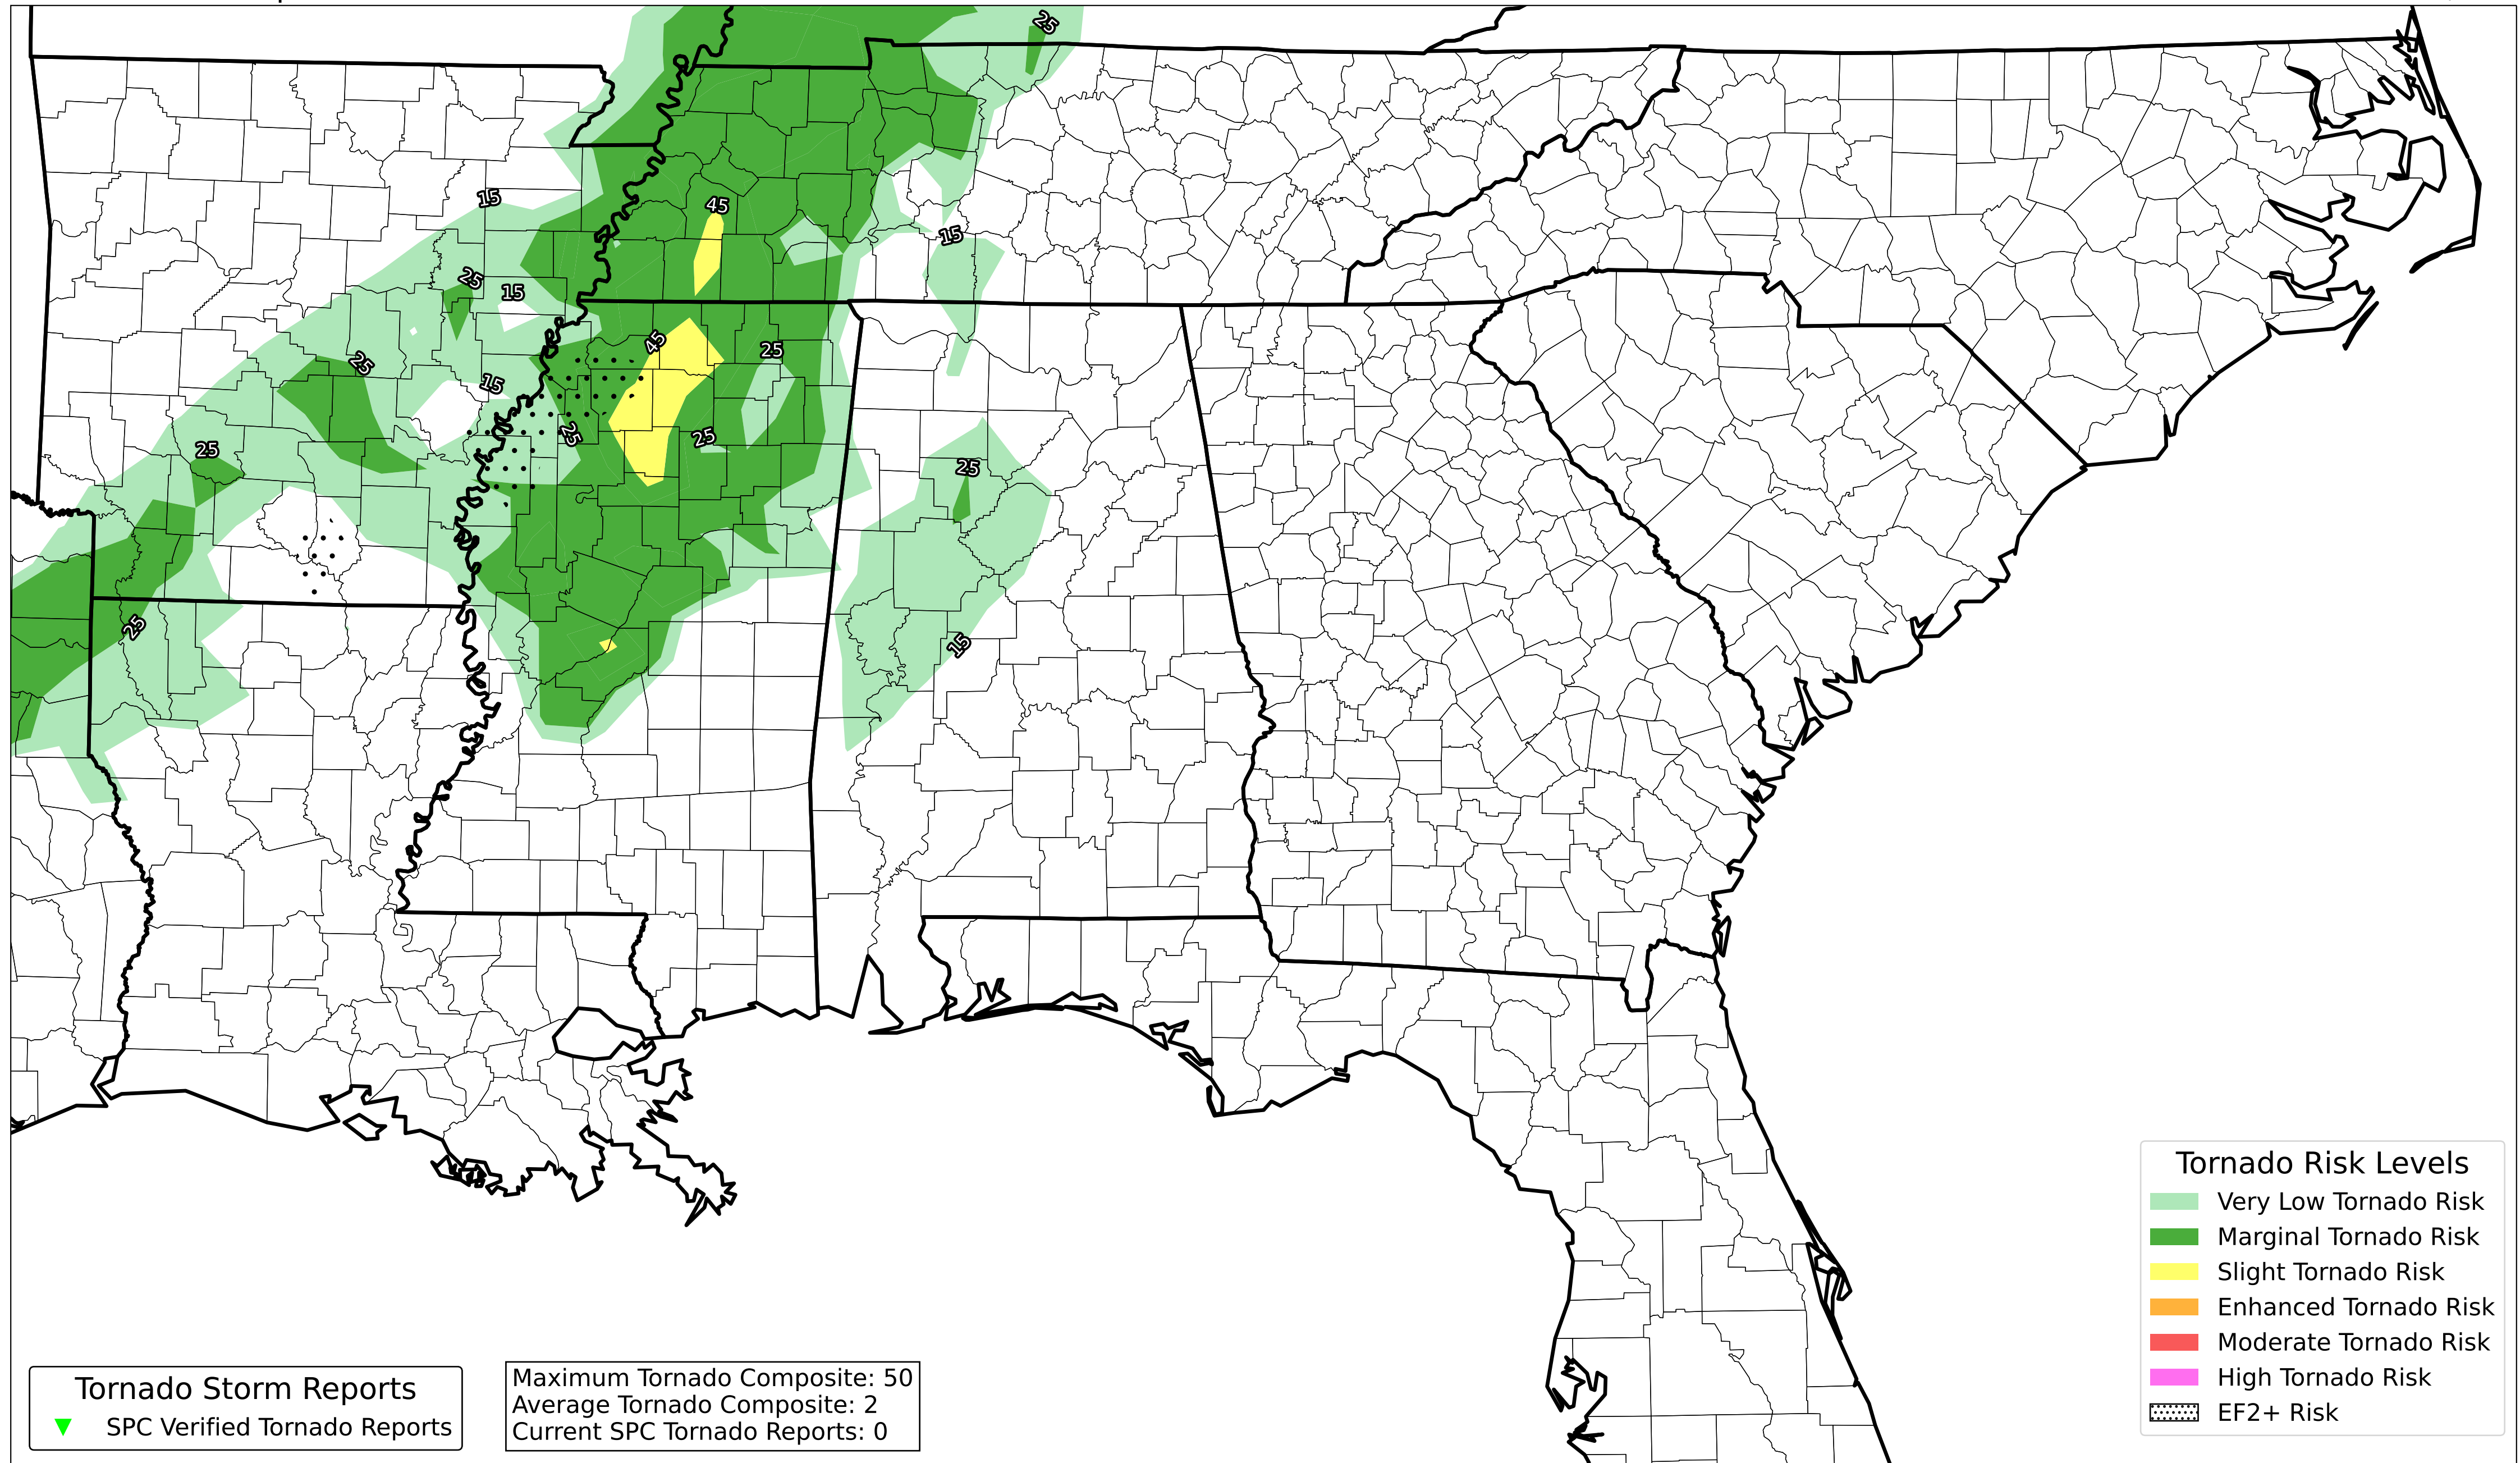 25
15
45
15
25
15
45
25
25
15
25
25
25
25
25
15
Tornado Risk Levels
Very Low Tornado Risk
Marginal Tornado Risk
Slight Tornado Risk
Enhanced Tornado Risk
Moderate Tornado Risk
High Tornado Risk
EF2+ Risk
Tornado Storm Reports
SPC Verified Tornado Reports
Maximum Tornado Composite: 50
Average Tornado Composite: 2
Current SPC Tornado Reports: 0